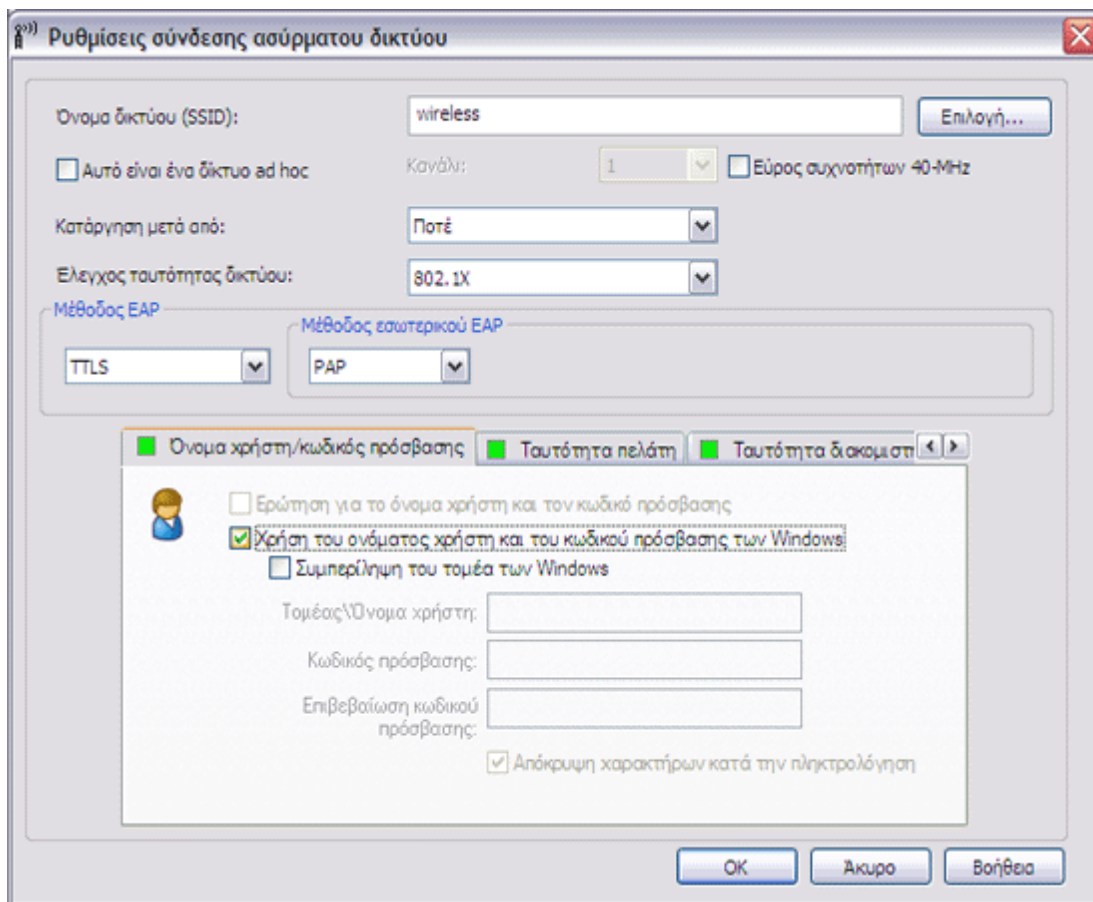 Ρυθμίσεις σύνδεσης ασύρματου δικτύου
Όνομα δικτύου (SSID): wireless Επιλογή...
Αυτό είναι ένα δίκτυο ad hoc Κανάλι: 1 Εύρος συχνοτήτων 40-MHz
Κατάργηση μετά από: Ποτέ
Έλεγχος ταυτότητας δικτύου: 802.1X
Μέθοδος EAP
Μέθοδος εσωτερικού EAP
TTLS PAP
Όνομα χρήστη/κωδικός πρόσβασης Ταυτότητα πελάτη Ταυτότητα διακομιστ
Ερώτηση για το όνομα χρήστη και τον κωδικό πρόσβασης
Χρήση του ονόματος χρήστη και του κωδικού πρόσβασης των Windows
Συμπερίληψη του τομέα των Windows
Τομέας\Όνομα χρήστη:
Κωδικός πρόσβασης:
Επιβεβαίωση κωδικού
πρόσβασης:
Απόκρυψη χαρακτήρων κατά την πληκτρολόγηση
OK Άκυρο Βοήθεια